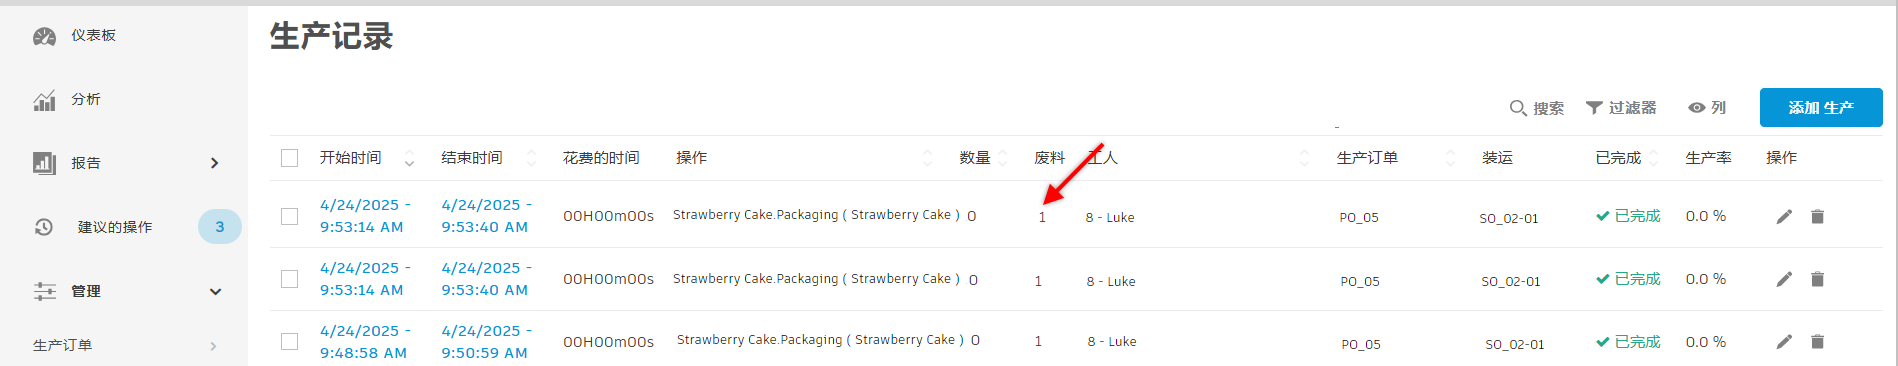 仪表板
分析
报告
建议的操作 3
管理
生产订单
生产记录
搜索 过滤器 列 添加 生产
开始时间 结束时间 花费的时间 操作 数量 废料 工人 生产订单 装运 已完成 生产率 操作
4/24/2025 - 9:53:14 AM 4/24/2025 - 9:53:40 AM 00H00m00s Strawberry Cake.Packaging ( Strawberry Cake ) 0 1 8 - Luke PO_05 SO_02-01 已完成 0.0 %
4/24/2025 - 9:53:14 AM 4/24/2025 - 9:53:40 AM 00H00m00s Strawberry Cake.Packaging ( Strawberry Cake ) 0 1 8 - Luke PO_05 SO_02-01 已完成 0.0 %
4/24/2025 - 9:48:58 AM 4/24/2025 - 9:50:59 AM 00H00m00s Strawberry Cake.Packaging ( Strawberry Cake ) 0 1 8 - Luke PO_05 SO_02-01 已完成 0.0 %